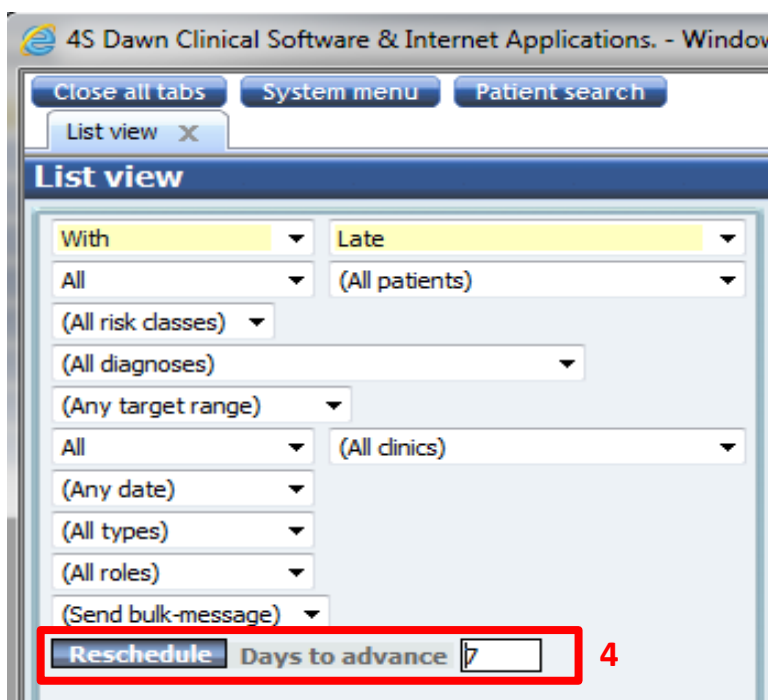 4S Dawn Clinical Software & Internet Applications. - Window
Close all tabs System menu Patient search
List view X
List view
With Late
All (All patients)
(All risk classes)
(All diagnoses)
(Any target range)
All (All clinics)
(Any date)
(All types)
(All roles)
(Send bulk-message)
Reschedule Days to advance 7 4